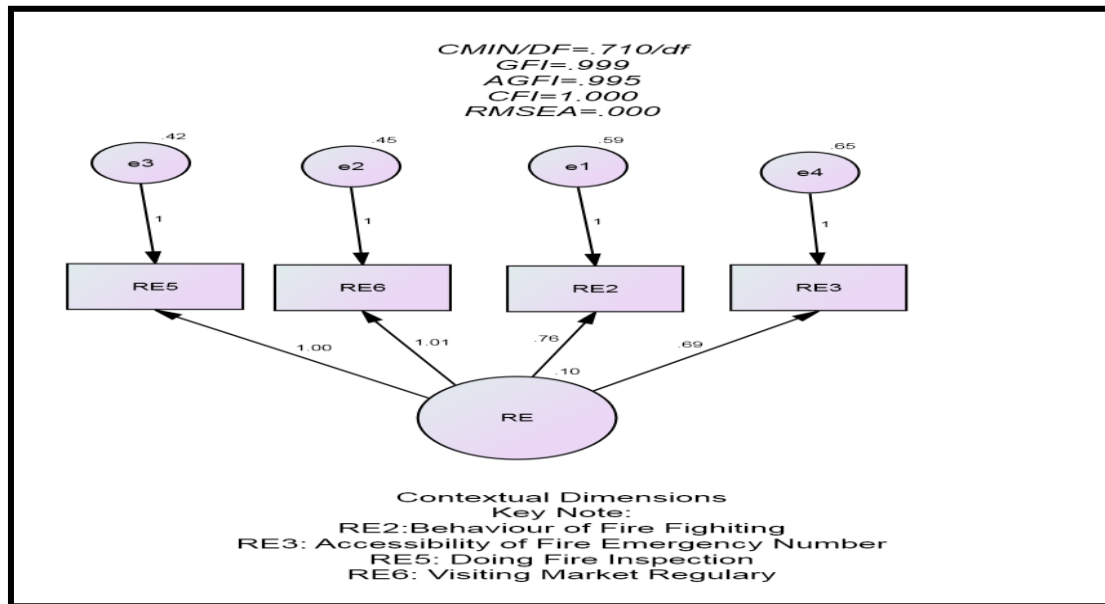 CMIN/DF=.710/df
GFI=.999
AGFI=.995
CFI=1.000
RMSEA=.000
.42
.45
.59
.65
e3
e2
e1
e4
1
1
1
1
RE5
RE6
RE2
RE3
1.00
1.01
.76
.69
.10
RE
Contextual Dimensions
Key Note:
RE2:Behaviour of Fire Fighiting
RE3: Accessibility of Fire Emergency Number
RE5: Doing Fire Inspection
RE6: Visiting Market Regulary